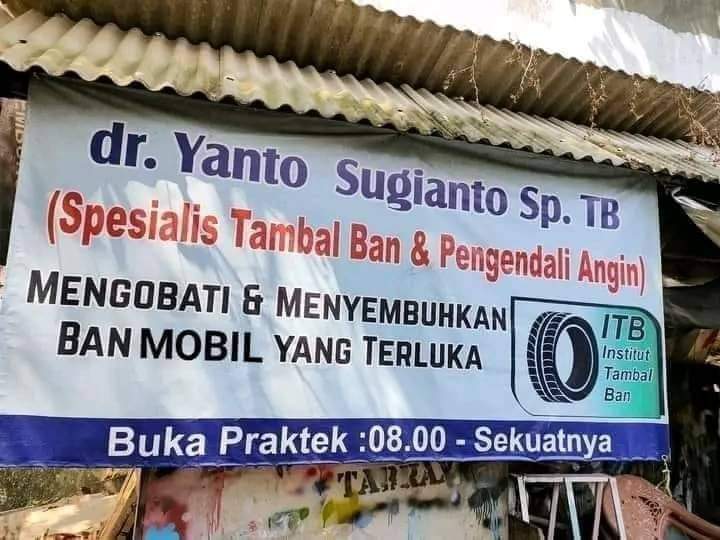 dr. Yanto Sugianto Sp. TB
(Spesialis Tambal Ban & Pengendali Angin)
MENGOBATI & MENYEMBUHKAN
BAN MOBIL YANG TERLUKA
ITB
Institut
Tambal
Ban
Buka Praktek :08.00 - Sekuatnya